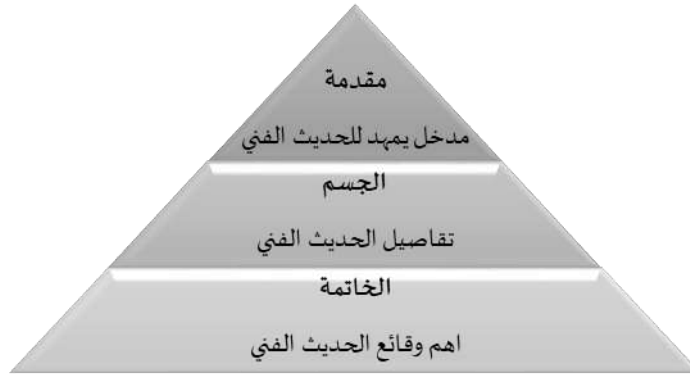 مقدمة
مدخل يمهد للحديث الفني
الجسم
تفاصيل الحديث الفني
الخاتمة
اهم وقائع الحديث الفني